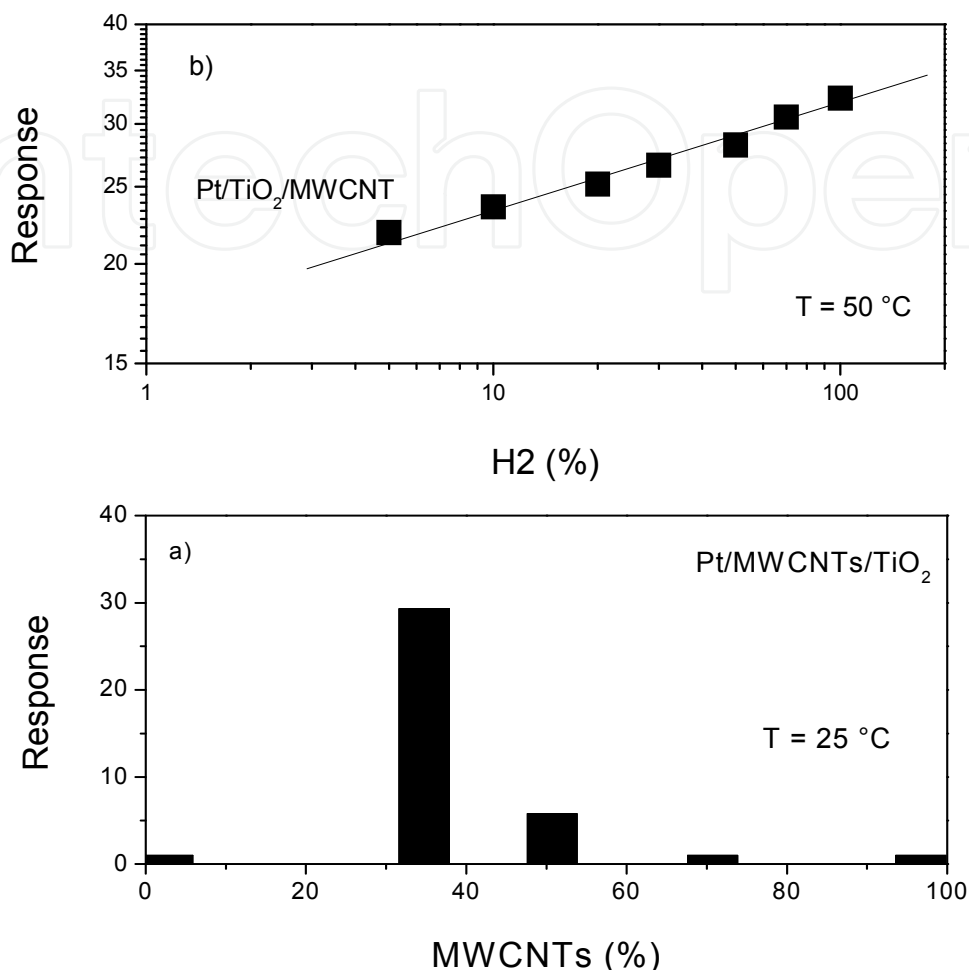 b)
Response
40
35
30
25
20
15
Pt/TiO₂/MWCNT
T = 50 °C
1 10 100
H2 (%)
a)
Response
40
30
20
10
0
Pt/MWCNTs/TiO₂
T = 25 °C
0 20 40 60 80 100
MWCNTs (%)